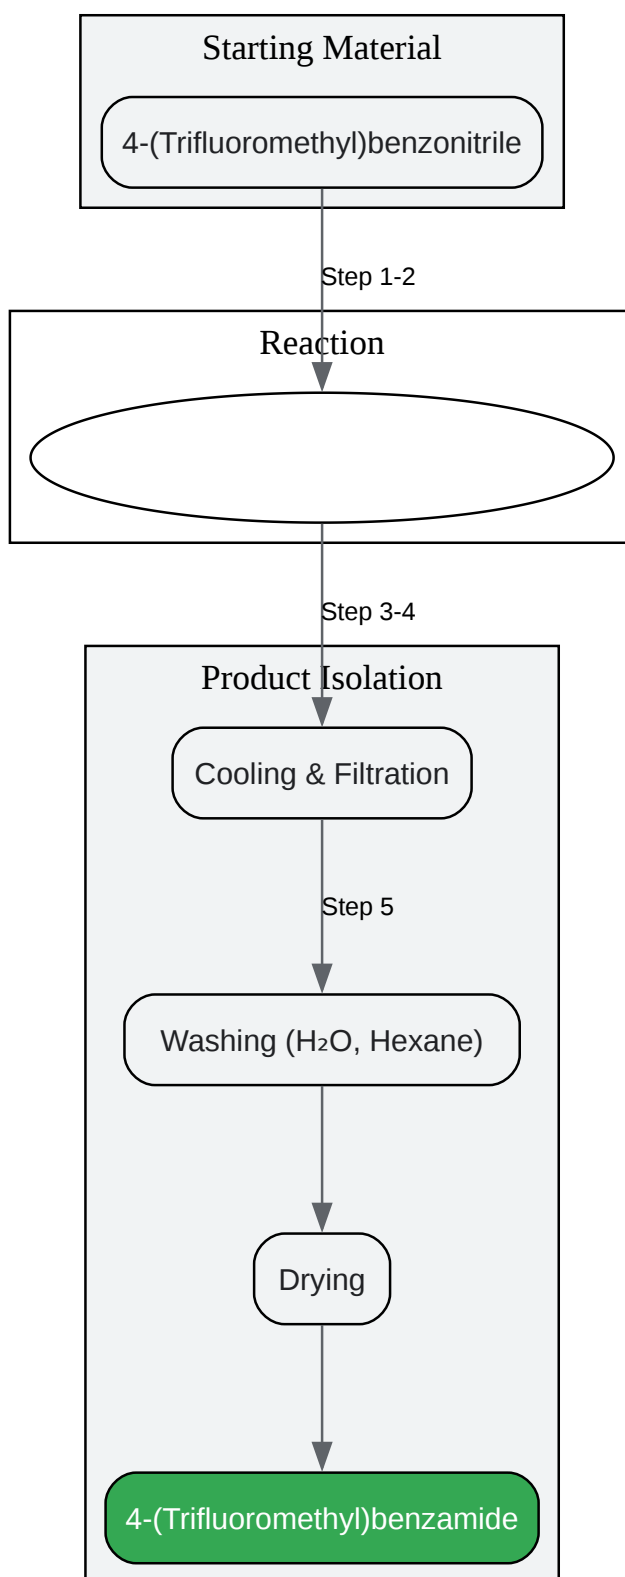 Starting Material
4-(Trifluoromethyl)benzonitrile
Step 1-2
Reaction
Step 3-4
Product Isolation
Cooling & Filtration
Step 5
Washing (H₂O, Hexane)
Drying
4-(Trifluoromethyl)benzamide